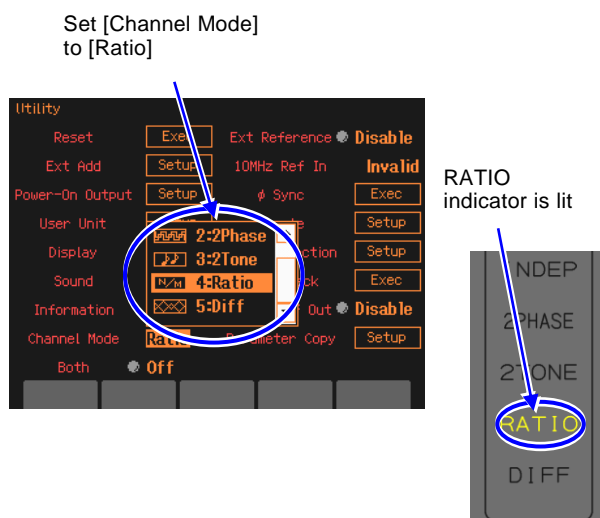 Set [Channel Mode]
to [Ratio]
Utility
Reset Exec Ext Reference Disable
Ext Add Setup 10MHz Ref In Invalid
Power-On Output Setup ø Sync Exec
User Unit Setup
Display Setup
Sound Exec
Information Out Disable
Channel Mode Ratio Parameter Copy Setup
Both Off
2:2Phase
3:2Tone
N/M 4:Ratio
5:Diff
RATIO
indicator is lit
NDEP
2PHASE
2TONE
RATIO
DIFF